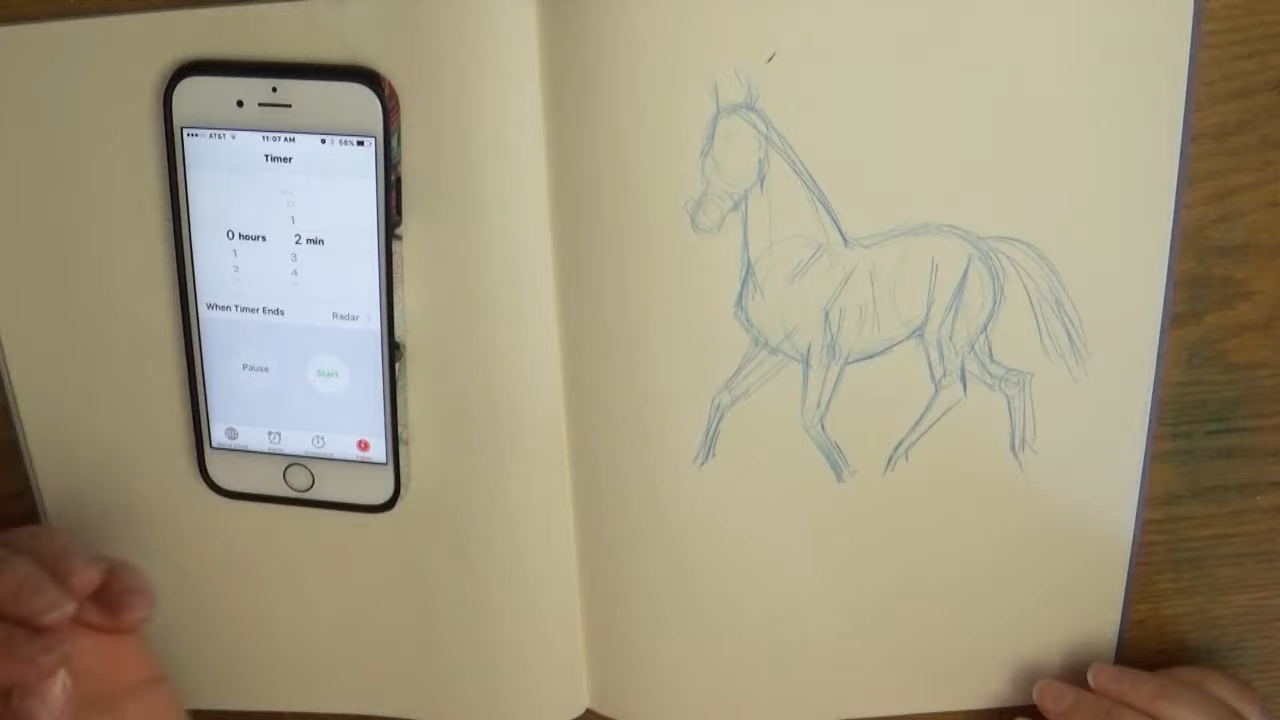 AT&T 11:07 AM 58%
Timer
1
0 hours 2 min
1 3
2 4
When Timer Ends Radar
Pause Start